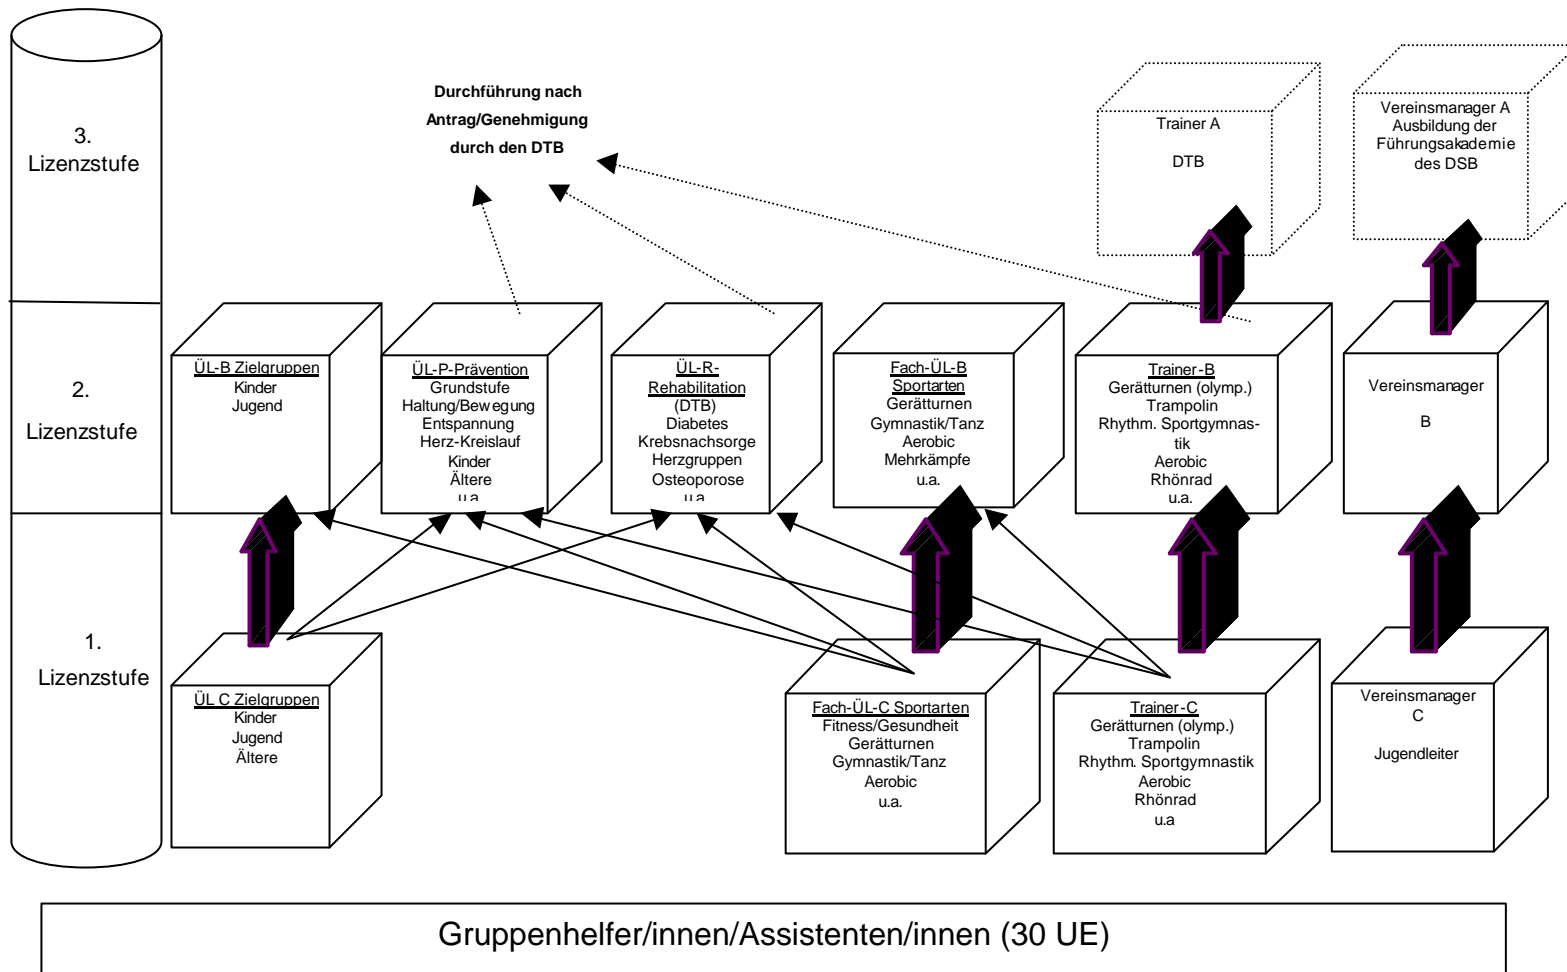 3.
Lizenzstufe
Durchführung nach
Antrag/Genehmigung
durch den DTB
Trainer A
DTB
Vereinsmanager A
Ausbildung der
Führungsakademie
des DSB
2.
Lizenzstufe
ÜL-B Zielgruppen
Kinder
Jugend
ÜL-P-Prävention
Grundstufe
Haltung/Bewegung
Entspannung
Herz-Kreislauf
Kinder
Ältere
u.a.
ÜL-R-
Rehabilitation
(DTB)
Diabetes
Krebsnachsorge
Herzgruppen
Osteoporose
u.a.
Fach-ÜL-B
Sportarten
Gerätturnen
Gymnastik/Tanz
Aerobic
Mehrkämpfe
u.a.
Trainer-B
Gerätturnen (olymp.)
Trampolin
Rhythm. Sportgymnas-
tik
Aerobic
Rhönrad
u.a.
Vereinsmanager
B
1.
Lizenzstufe
ÜL C Zielgruppen
Kinder
Jugend
Ältere
Fach-ÜL-C Sportarten
Fitness/Gesundheit
Gerätturnen
Gymnastik/Tanz
Aerobic
u.a.
Trainer-C
Gerätturnen (olymp.)
Trampolin
Rhythm. Sportgymnastik
Aerobic
Rhönrad
u.a
Vereinsmanager
C
Jugendleiter
Gruppenhelfer/innen/Assistenten/innen (30 UE)